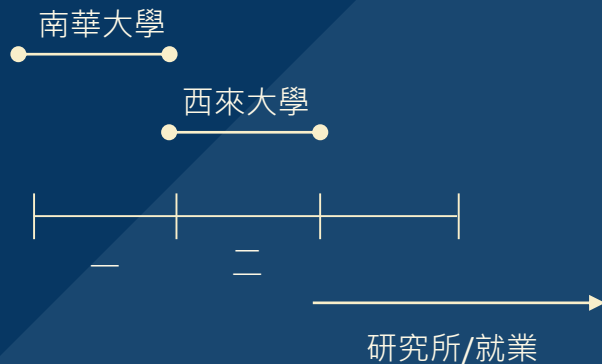 南華大學
西來大學
一 二
研究所/就業